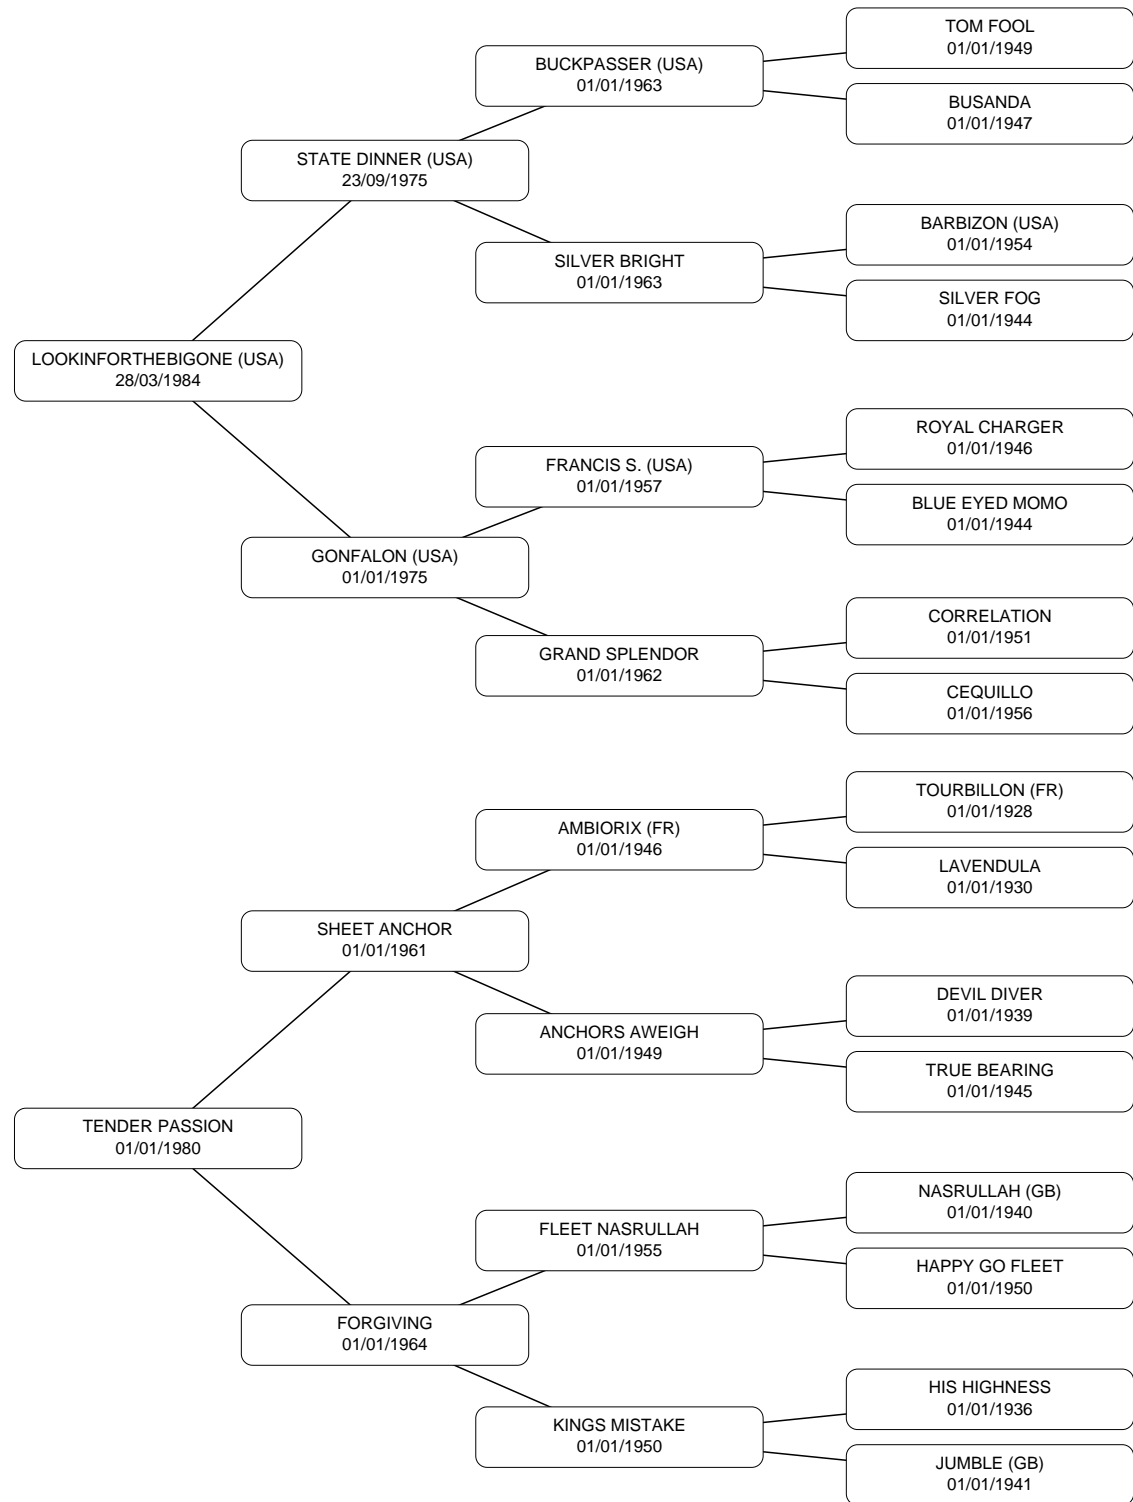 TOM FOOL
01/01/1949
BUCKPASSER (USA)
01/01/1963
BUSANDA
01/01/1947
STATE DINNER (USA)
23/09/1975
BARBIZON (USA)
01/01/1954
SILVER BRIGHT
01/01/1963
SILVER FOG
01/01/1944
LOOKINFORTHEBIGONE (USA)
28/03/1984
ROYAL CHARGER
01/01/1946
FRANCIS S. (USA)
01/01/1957
BLUE EYED MOMO
01/01/1944
GONFALON (USA)
01/01/1975
CORRELATION
01/01/1951
GRAND SPLENDOR
01/01/1962
CEQUILLO
01/01/1956
TOURBILLON (FR)
01/01/1928
AMBIORIX (FR)
01/01/1946
LAVENDULA
01/01/1930
SHEET ANCHOR
01/01/1961
DEVIL DIVER
01/01/1939
ANCHORS AWEIGH
01/01/1949
TRUE BEARING
01/01/1945
TENDER PASSION
01/01/1980
NASRULLAH (GB)
01/01/1940
FLEET NASRULLAH
01/01/1955
HAPPY GO FLEET
01/01/1950
FORGIVING
01/01/1964
HIS HIGHNESS
01/01/1936
KINGS MISTAKE
01/01/1950
JUMBLE (GB)
01/01/1941